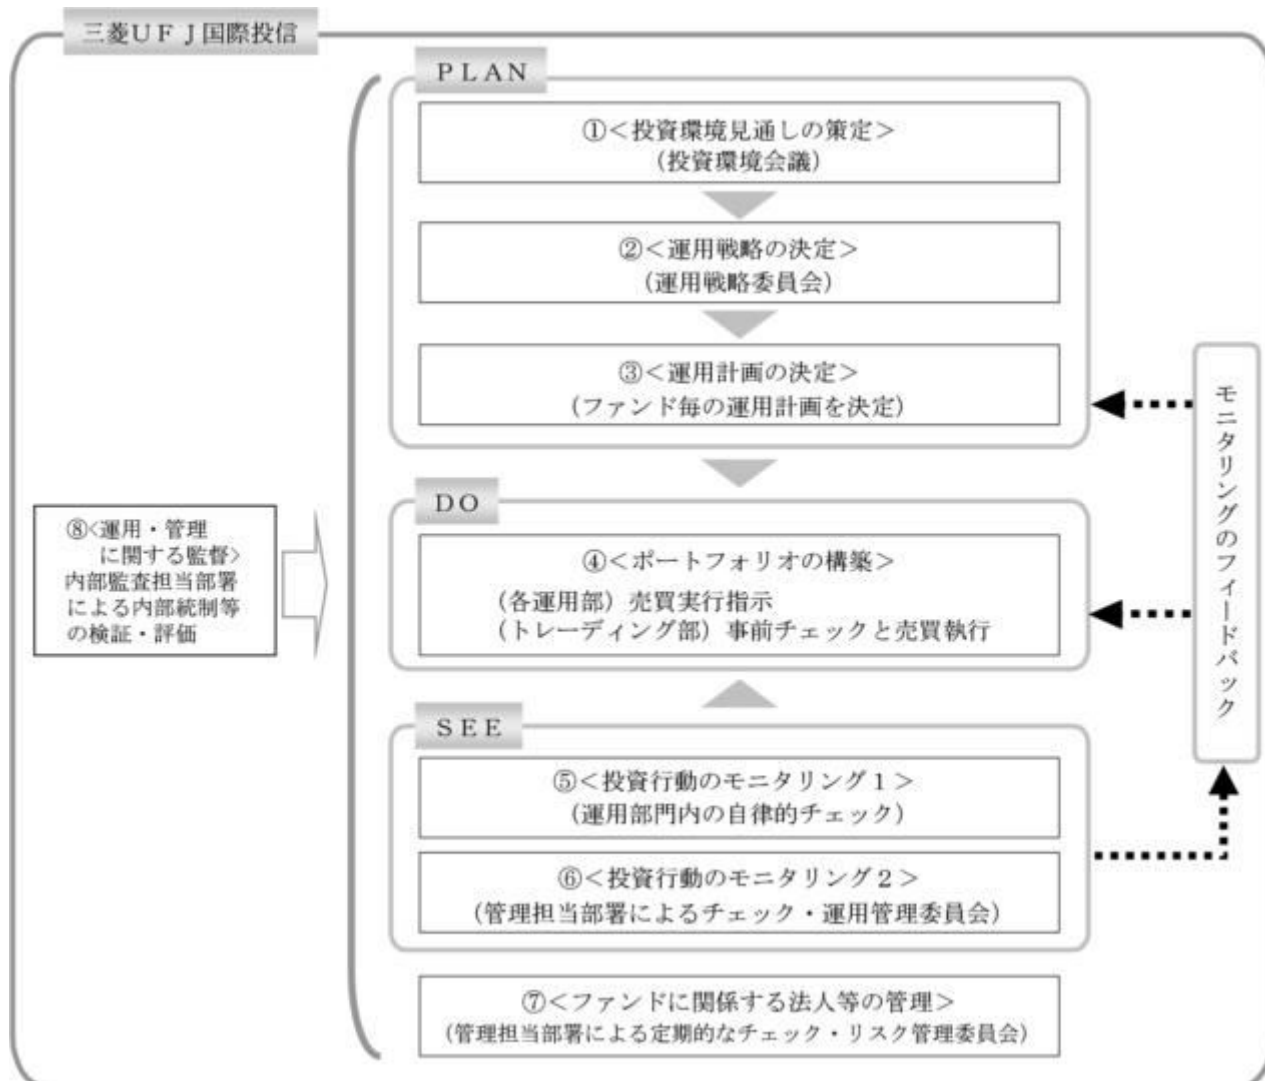 三菱ＵＦＪ国際投信
ＰＬＡＮ
①＜投資環境見通しの策定＞
（投資環境会議）
②＜運用戦略の決定＞
（運用戦略委員会）
③＜運用計画の決定＞
（ファンド毎の運用計画を決定）
ＤＯ
④＜ポートフォリオの構築＞
（各運用部）売買実行指示
（トレーディング部）事前チェックと売買執行
ＳＥＥ
⑤＜投資行動のモニタリング１＞
（運用部門内の自律的チェック）
⑥＜投資行動のモニタリング２＞
（管理担当部署によるチェック・運用管理委員会）
⑦＜ファンドに関係する法人等の管理＞
（管理担当部署による定期的なチェック・リスク管理委員会）
⑧<運用・管理
に関する監督>
内部監査担当部署
による内部統制等
の検証・評価
モニタリングのフィードバック